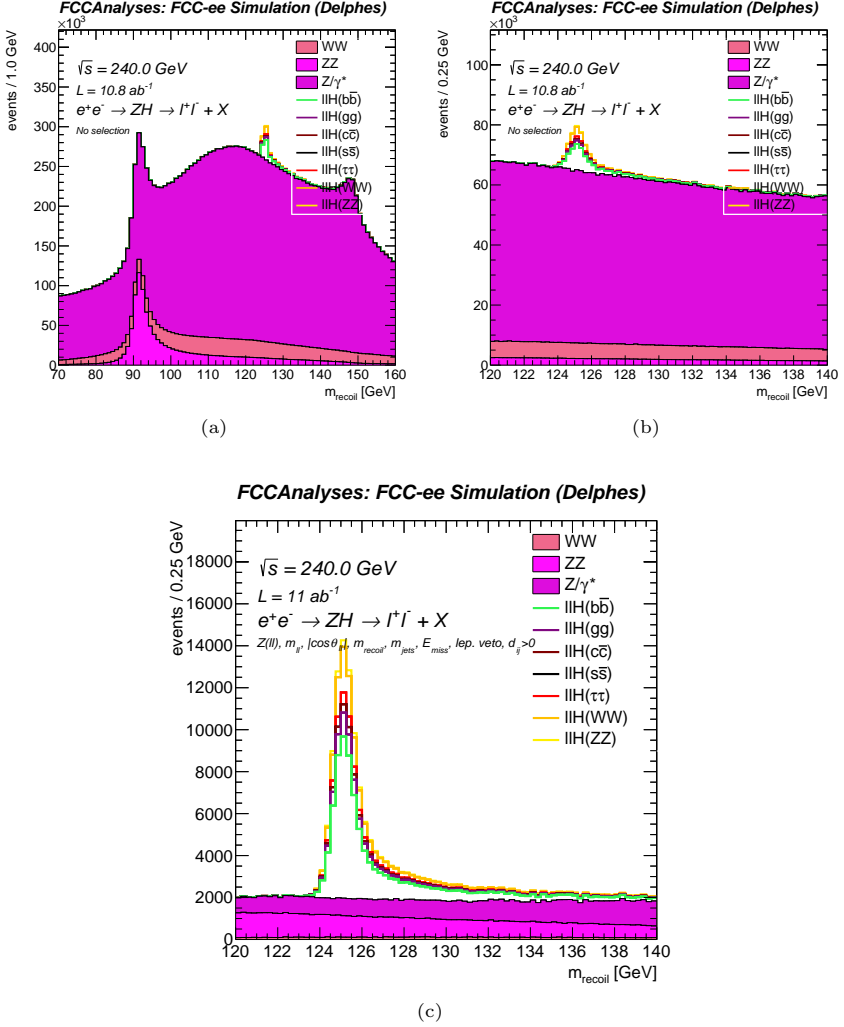 FCCAnalyses: FCC-ee Simulation (Delphes)
×10³
events / 1.0 GeV
√s = 240.0 GeV
L = 10.8 ab⁻¹
e⁺e⁻ → ZH → l⁺l⁻ + X
No selection
WW
ZZ
Z/γ*
llH(bb̅)
llH(gg)
llH(cc̅)
llH(ss̅)
llH(ττ)
llH(WW)
llH(ZZ)
400
350
300
250
200
150
100
50
0
70 80 90 100 110 120 130 140 150 160
m_recoil [GeV]
(a)
FCCAnalyses: FCC-ee Simulation (Delphes)
×10³
events / 0.25 GeV
√s = 240.0 GeV
L = 10.8 ab⁻¹
e⁺e⁻ → ZH → l⁺l⁻ + X
No selection
WW
ZZ
Z/γ*
llH(bb̅)
llH(gg)
llH(cc̅)
llH(ss̅)
llH(ττ)
llH(WW)
llH(ZZ)
100
80
60
40
20
0
120 122 124 126 128 130 132 134 136 138 140
m_recoil [GeV]
(b)
FCCAnalyses: FCC-ee Simulation (Delphes)
events / 0.25 GeV
√s = 240.0 GeV
L = 11 ab⁻¹
e⁺e⁻ → ZH → l⁺l⁻ + X
Z(ll), m_ll, |cosθ_ll|, m_recoil, m_jets, E_miss, lep. veto, d_ij>0
WW
ZZ
Z/γ*
llH(bb̅)
llH(gg)
llH(cc̅)
llH(ss̅)
llH(ττ)
llH(WW)
llH(ZZ)
18000
16000
14000
12000
10000
8000
6000
4000
2000
0
120 122 124 126 128 130 132 134 136 138 140
m_recoil [GeV]
(c)